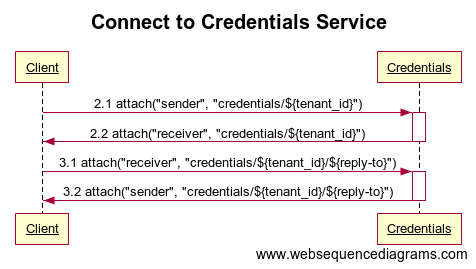 Connect to Credentials Service
Client Credentials
2.1 attach("sender", "credentials/${tenant_id}")
2.2 attach("receiver", "credentials/${tenant_id}")
3.1 attach("receiver", "credentials/${tenant_id}/${reply-to}")
3.2 attach("sender", "credentials/${tenant_id}/${reply-to}")
Client Credentials
www.websequencediagrams.com